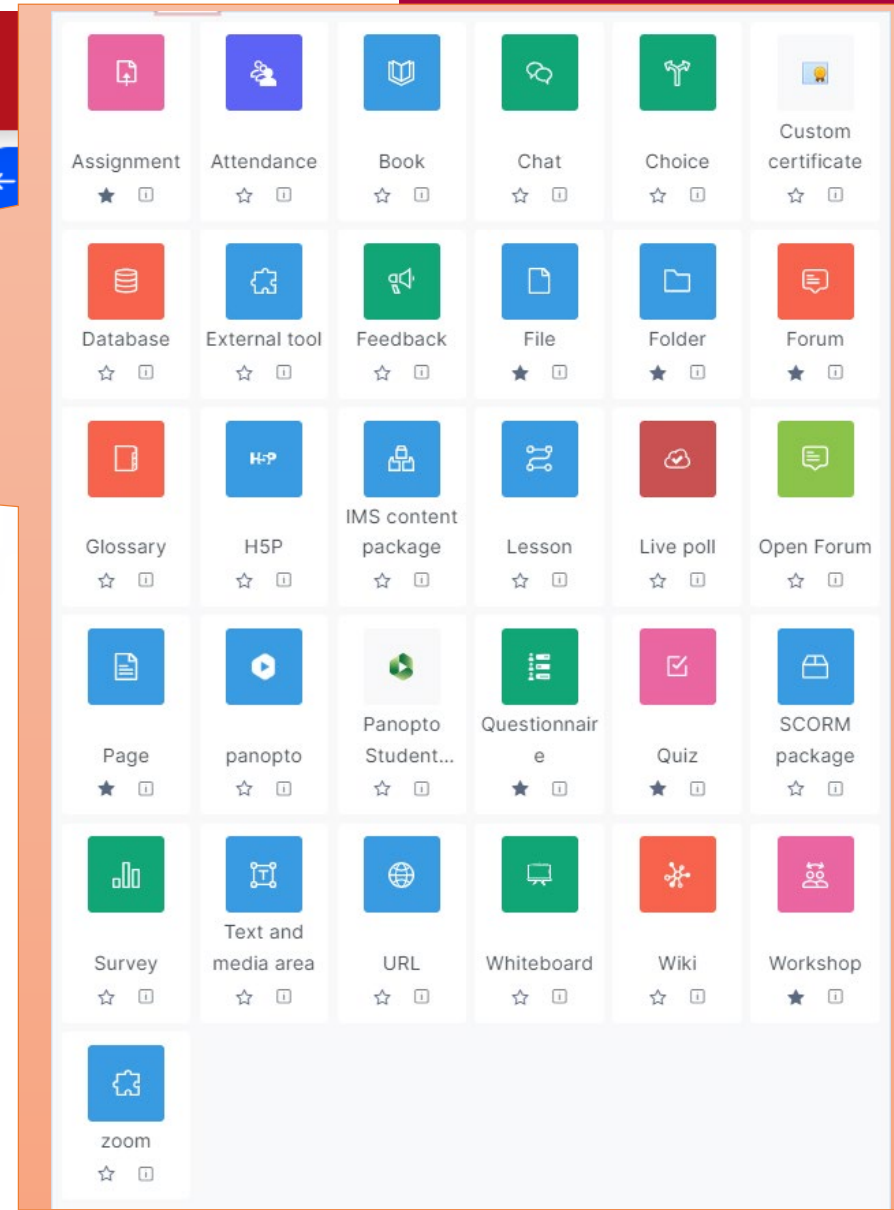 Assignment
Attendance
Book
Chat
Choice
Custom
certificate
Database
External tool
Feedback
File
Folder
Forum
Glossary
H5P
H5P
IMS content
package
Lesson
Live poll
Open Forum
Page
panopto
Panopto
Student...
Questionnair
e
Quiz
SCORM
package
Survey
T
Text and
media area
URL
Whiteboard
Wiki
Workshop
zoom